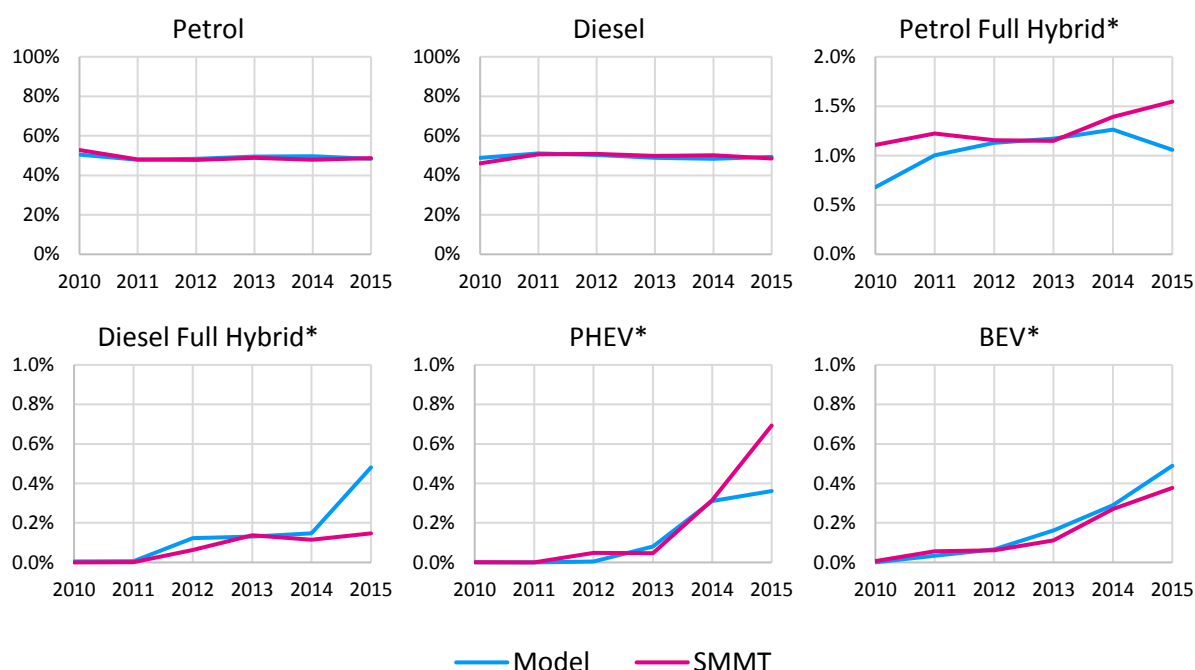 Petrol Diesel Petrol Full Hybrid*
100% 100% 2.0%
80% 80% 1.5%
60% 60% 1.0%
40% 40% 0.5%
20% 20% 0.0%
0% 0%
2010 2011 2012 2013 2014 2015 2010 2011 2012 2013 2014 2015 2010 2011 2012 2013 2014 2015
Diesel Full Hybrid* PHEV* BEV*
1.0% 1.0% 1.0%
0.8% 0.8% 0.8%
0.6% 0.6% 0.6%
0.4% 0.4% 0.4%
0.2% 0.2% 0.2%
0.0% 0.0% 0.0%
2010 2011 2012 2013 2014 2015 2010 2011 2012 2013 2014 2015 2010 2011 2012 2013 2014 2015
Model SMMT